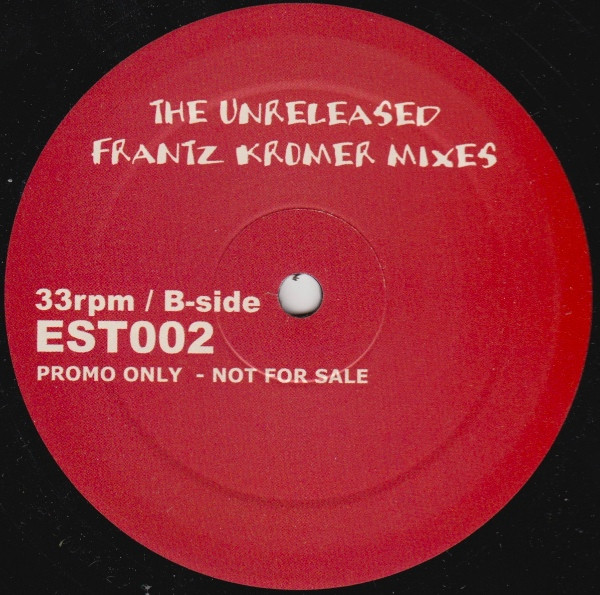 THE UNRELEASED
FRANTZ KROMER MIXES
33rpm / B-side
EST002
PROMO ONLY - NOT FOR SALE